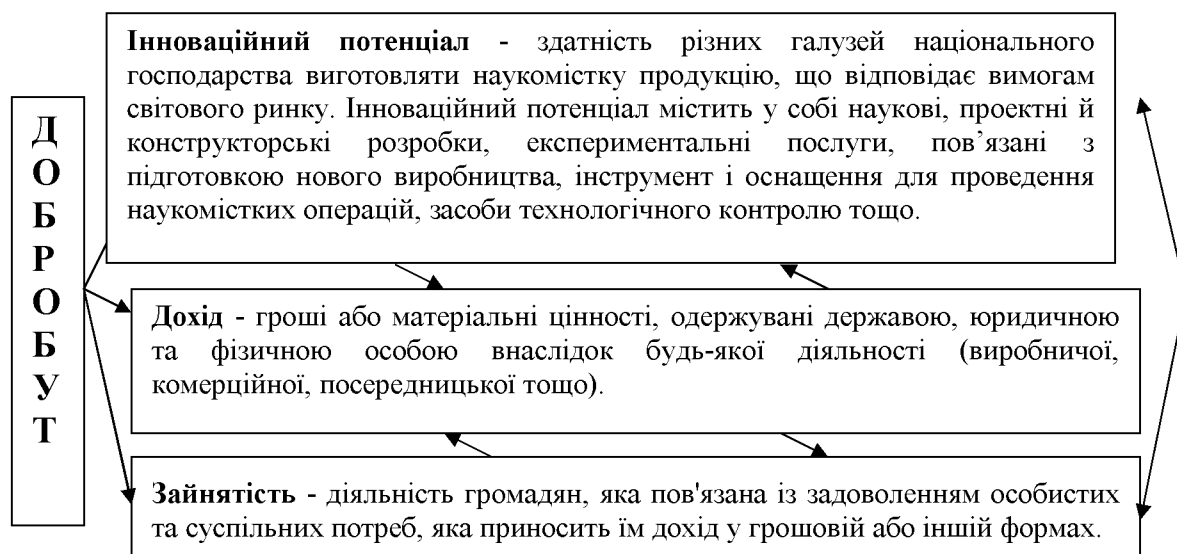 ДОБРОБУТ
Інноваційний потенціал - здатність різних галузей національного
господарства виготовляти наукомістку продукцію, що відповідає вимогам
світового ринку. Інноваційний потенціал містить у собі наукові, проектні й
конструкторські розробки, експериментальні послуги, пов’язані з
підготовкою нового виробництва, інструмент і оснащення для проведення
наукомістких операцій, засоби технологічного контролю тощо.
Дохід - гроші або матеріальні цінності, одержувані державою, юридичною
та фізичною особою внаслідок будь-якої діяльності (виробничої,
комерційної, посередницької тощо).
Зайнятість - діяльність громадян, яка пов'язана із задоволенням особистих
та суспільних потреб, яка приносить їм дохід у грошовій або іншій формах.